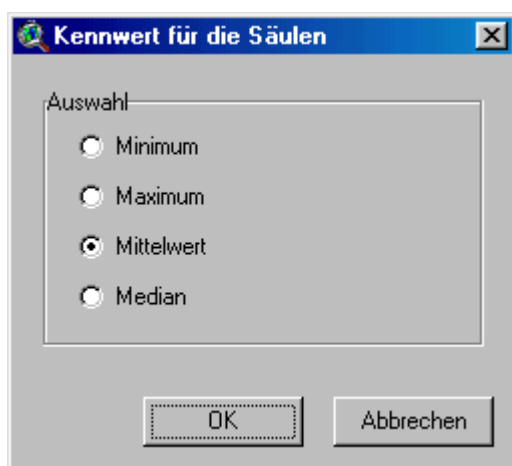 Kennwert für die Säulen
Auswahl
Minimum
Maximum
Mittelwert
Median
OK
Abbrechen